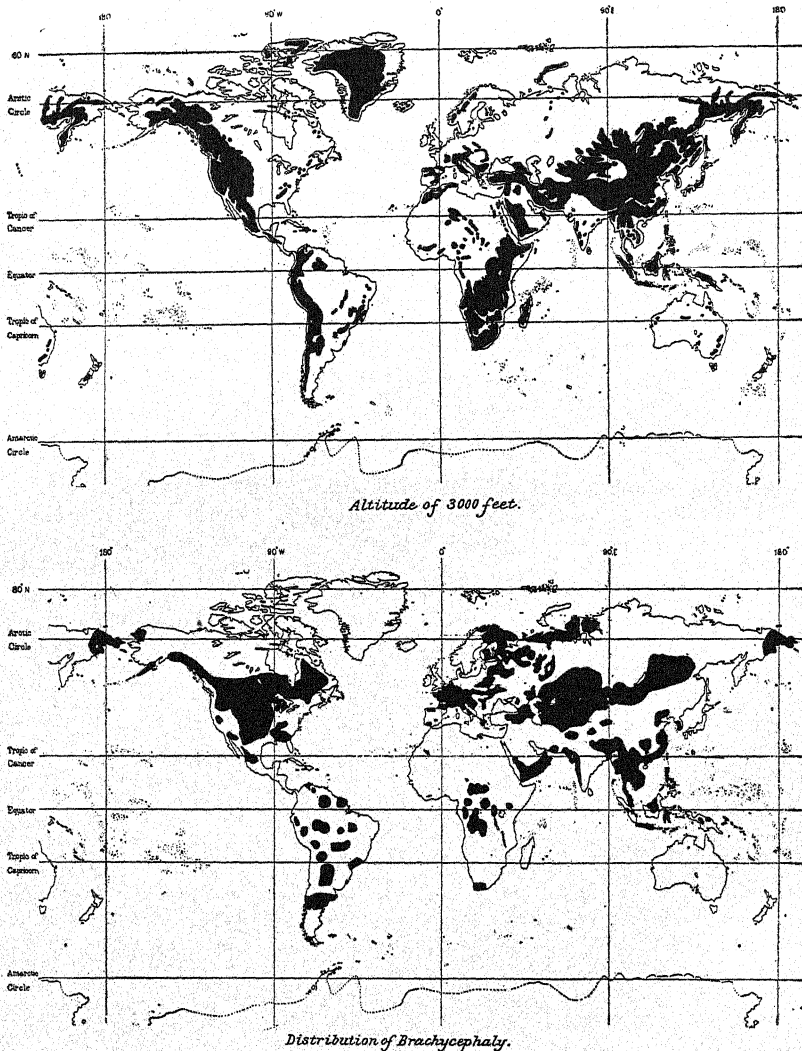 180 90°W 0° 90°E 180°
60 N
Arctic
Circle
Tropic of
Cancer
Equator
Tropic of
Capricorn
Antarctic
Circle
Altitude of 3000 feet.
180° 90°W 0° 90°E 180°
80°N
Arctic
Circle
Tropic of
Cancer
Equator
Tropic of
Capricorn
Antarctic
Circle
Distribution of Brachycephaly.